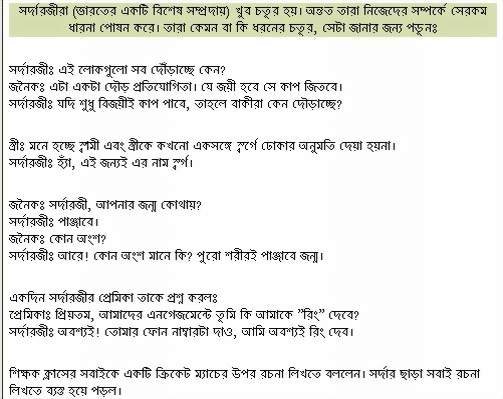 সর্দারজীরা (ভারতের একটি বিশেষ সম্প্রদায়) খুব চতুর হয়। অন্তত তারা নিজেদের সম্পর্কে সেরকম
ধারনা পোষন করে। তারা কেমন বা কি ধরনের চতুর, সেটা জানার জন্য পড়ুনঃ
সর্দারজীঃ এই লোকগুলো সব দৌঁড়াচ্ছে কেন?
জনৈকঃ এটা একটা দৌড় প্রতিযোগিতা। যে জয়ী হবে সে কাপ জিতবে।
সর্দারজীঃ যদি শুধু বিজয়ীই কাপ পাবে, তাহলে বাকীরা কেন দৌড়াচ্ছে?
স্ত্রীঃ মনে হচ্ছে স্বামী এবং স্ত্রীকে কখনো একসঙ্গে স্বর্গে ঢোকার অনুমতি দেয়া হয়না।
সর্দারজীঃ হ্যাঁ, এই জন্যই এর নাম স্বর্গ।
জনৈকঃ সর্দারজী, আপনার জন্ম কোথায়?
সর্দারজীঃ পাঞ্জাবে।
জনৈকঃ কোন অংশ?
সর্দারজীঃ আরে! কোন অংশ মানে কি? পুরো শরীরই পাঞ্জাবে জন্ম।
একদিন সর্দারজীর প্রেমিকা তাকে প্রশ্ন করলঃ
প্রেমিকাঃ প্রিয়তম, আমাদের এনগেজমেন্টে তুমি কি আমাকে ”রিং” দেবে?
সর্দারজীঃ অবশ্যই! তোমার ফোন নাম্বারটা দাও, আমি অবশ্যই রিং দেব।
শিক্ষক ক্লাসের সবাইকে একটি ক্রিকেট ম্যাচের উপর রচনা লিখতে বললেন। সর্দার ছাড়া সবাই রচনা
লিখতে ব্যস্ত হয়ে পড়ল।